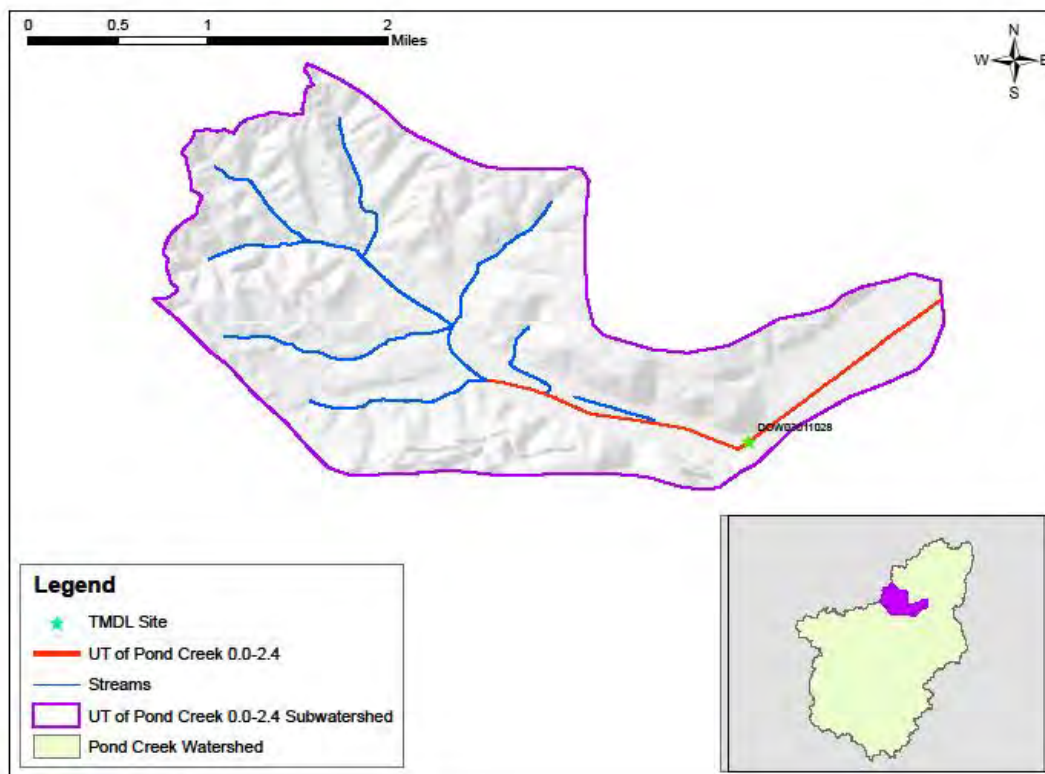 0 0.5 1 2
Miles
N
W E
S
DOW03011028
Legend
TMDL Site
UT of Pond Creek 0.0-2.4
Streams
UT of Pond Creek 0.0-2.4 Subwatershed
Pond Creek Watershed